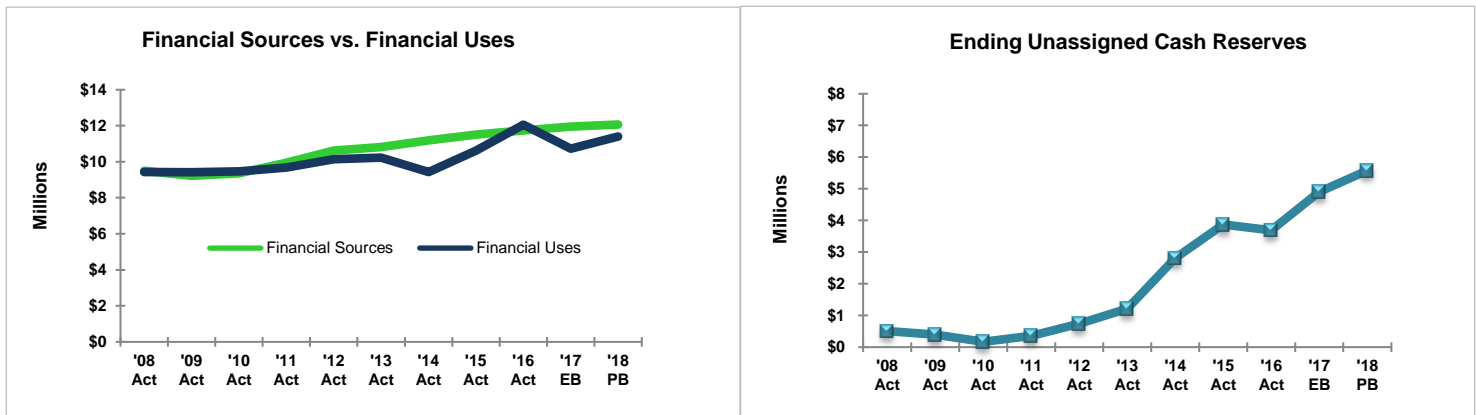 Financial Sources vs. Financial Uses
$14
$12
$10
$8
$6
$4
$2
$0
Millions
Financial Sources
Financial Uses
'08 '09 '10 '11 '12 '13 '14 '15 '16 '17 '18
Act Act Act Act Act Act Act Act Act EB PB
Ending Unassigned Cash Reserves
$8
$7
$6
$5
$4
$3
$2
$1
$0
Millions
'08 '09 '10 '11 '12 '13 '14 '15 '16 '17 '18
Act Act Act Act Act Act Act Act Act EB PB